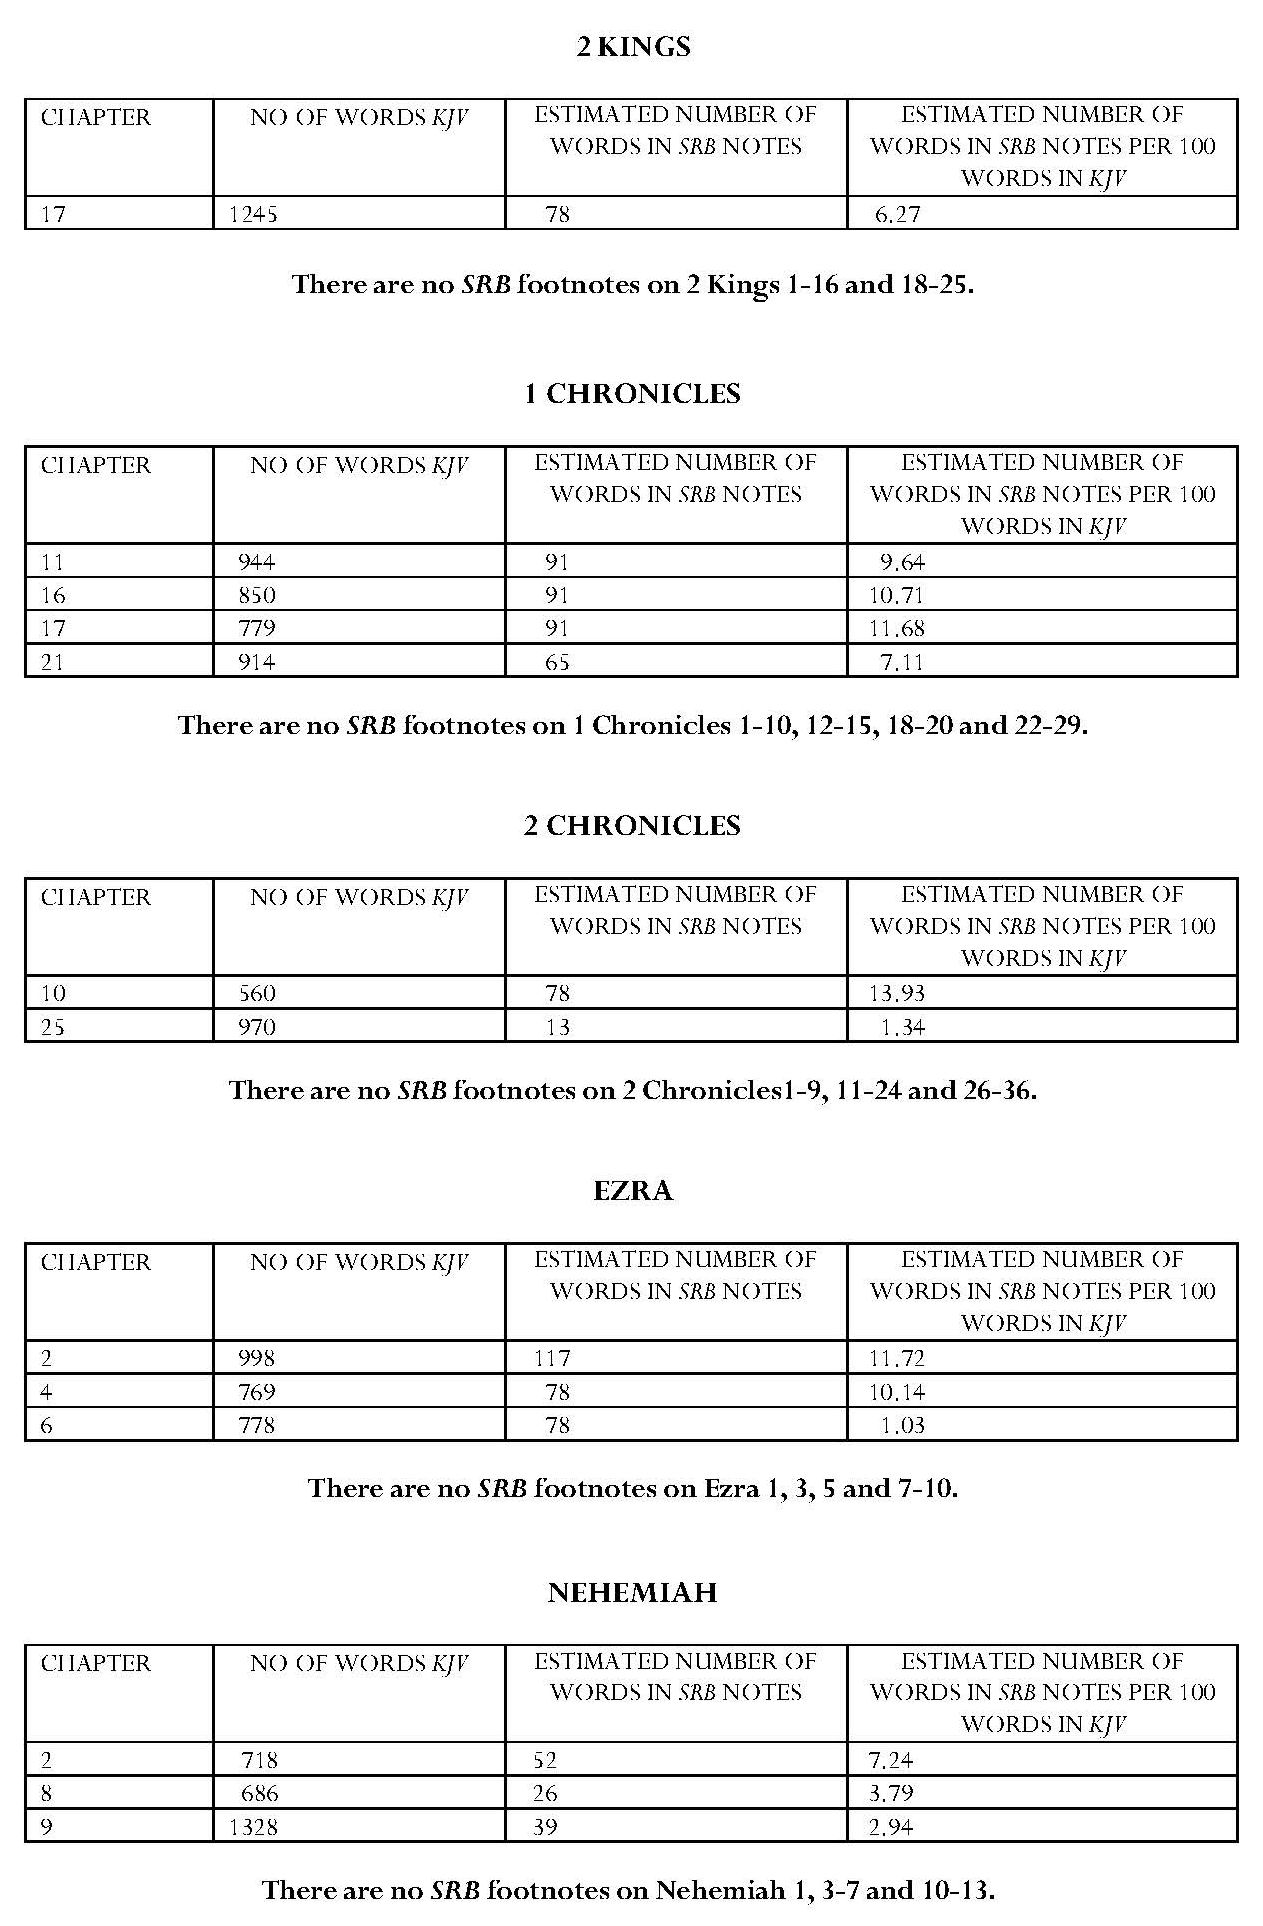 2 KINGS
CHAPTER NO OF WORDS KJV ESTIMATED NUMBER OF WORDS IN SRB NOTES ESTIMATED NUMBER OF WORDS IN SRB NOTES PER 100 WORDS IN KJV
17 1245 78 6.27
There are no SRB footnotes on 2 Kings 1-16 and 18-25.
1 CHRONICLES
CHAPTER NO OF WORDS KJV ESTIMATED NUMBER OF WORDS IN SRB NOTES ESTIMATED NUMBER OF WORDS IN SRB NOTES PER 100 WORDS IN KJV
11 944 91 9.64
16 850 91 10.71
17 779 91 11.68
21 914 65 7.11
There are no SRB footnotes on 1 Chronicles 1-10, 12-15, 18-20 and 22-29.
2 CHRONICLES
CHAPTER NO OF WORDS KJV ESTIMATED NUMBER OF WORDS IN SRB NOTES ESTIMATED NUMBER OF WORDS IN SRB NOTES PER 100 WORDS IN KJV
10 560 78 13.93
25 970 13 1.34
There are no SRB footnotes on 2 Chronicles1-9, 11-24 and 26-36.
EZRA
CHAPTER NO OF WORDS KJV ESTIMATED NUMBER OF WORDS IN SRB NOTES ESTIMATED NUMBER OF WORDS IN SRB NOTES PER 100 WORDS IN KJV
2 998 117 11.72
4 769 78 10.14
6 778 78 1.03
There are no SRB footnotes on Ezra 1, 3, 5 and 7-10.
NEHEMIAH
CHAPTER NO OF WORDS KJV ESTIMATED NUMBER OF WORDS IN SRB NOTES ESTIMATED NUMBER OF WORDS IN SRB NOTES PER 100 WORDS IN KJV
2 718 52 7.24
8 686 26 3.79
9 1328 39 2.94
There are no SRB footnotes on Nehemiah 1, 3-7 and 10-13.